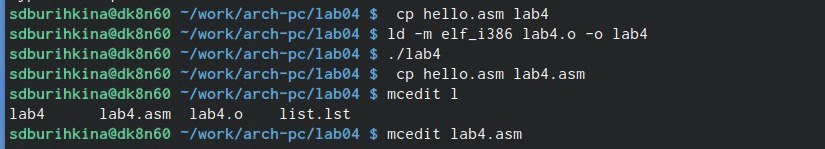 sdburihkina@dk8n60 ~/work/arch-pc/lab04 $  cp hello.asm lab4
sdburihkina@dk8n60 ~/work/arch-pc/lab04 $ ld -m elf_i386 lab4.o -o lab4
sdburihkina@dk8n60 ~/work/arch-pc/lab04 $ ./lab4
sdburihkina@dk8n60 ~/work/arch-pc/lab04 $  cp hello.asm lab4.asm
sdburihkina@dk8n60 ~/work/arch-pc/lab04 $ mcedit l
lab4      lab4.asm  lab4.o    list.lst
sdburihkina@dk8n60 ~/work/arch-pc/lab04 $ mcedit lab4.asm